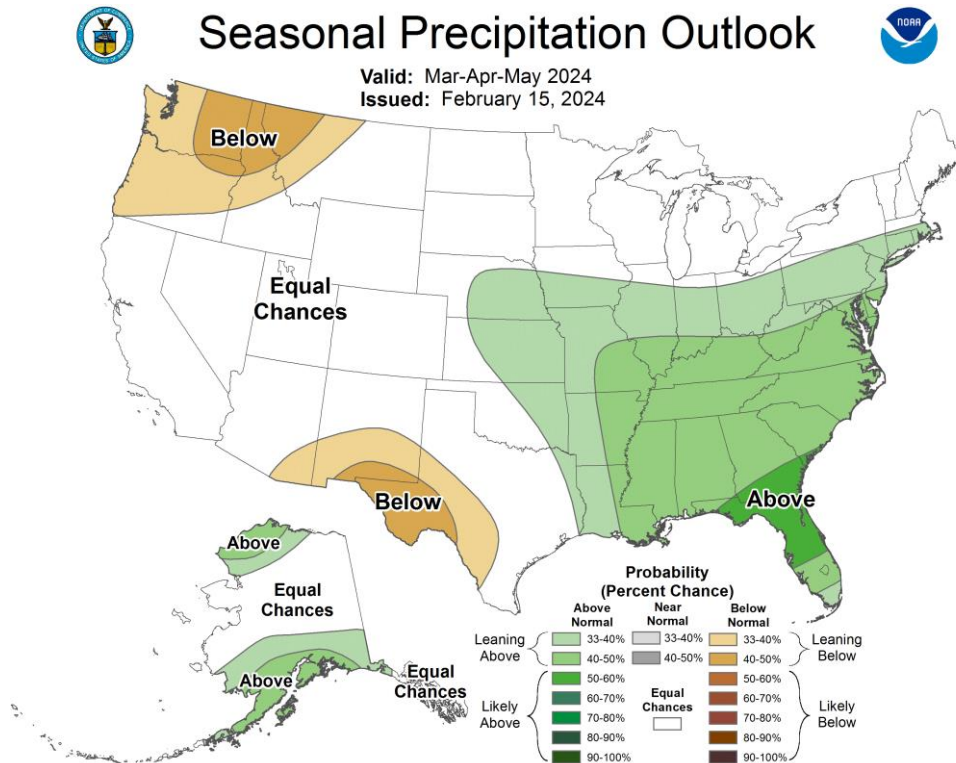 Seasonal Precipitation Outlook
NOAA
Valid: Mar-Apr-May 2024
Issued: February 15, 2024
Below
Equal
Chances
Below
Above
Above
Equal
Chances
Above
Equal
Chances
Probability
(Percent Chance)
Above
Normal
Near
Normal
Below
Normal
Leaning
Above
33-40%
40-50%
33-40%
40-50%
33-40%
40-50%
Leaning
Below
Likely
Above
50-60%
60-70%
70-80%
80-90%
90-100%
Equal
Chances
50-60%
60-70%
70-80%
80-90%
90-100%
Likely
Below